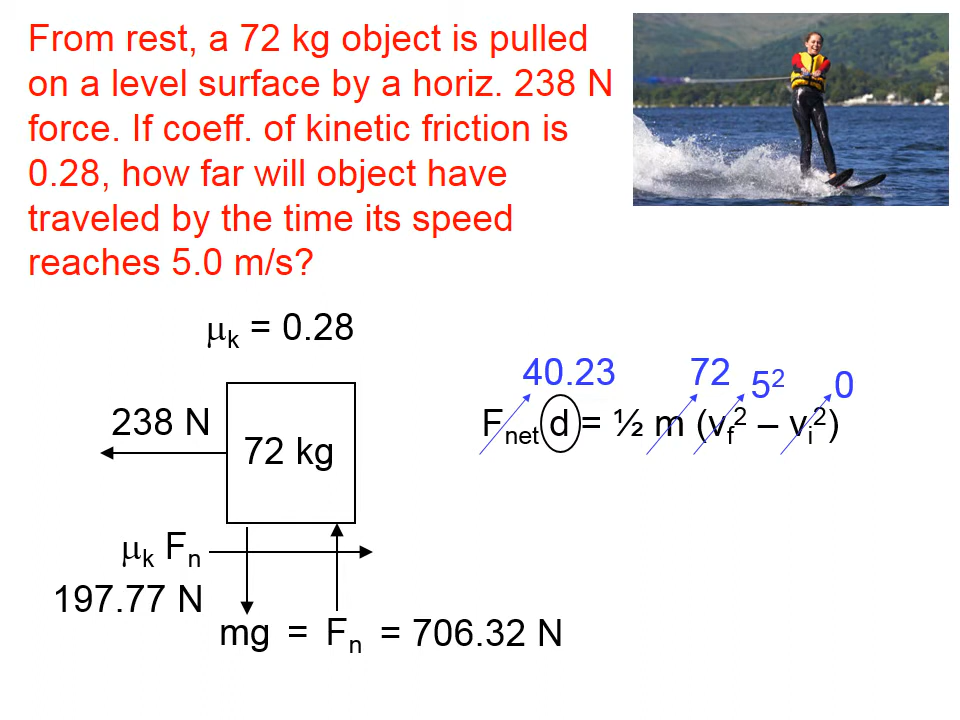 From rest, a 72 kg object is pulled
on a level surface by a horiz. 238 N
force. If coeff. of kinetic friction is
0.28, how far will object have
traveled by the time its speed
reaches 5.0 m/s?
μk = 0.28
40.23 72 5² 0
Fnet d = ½ m (vf² – vi²)
238 N
72 kg
μk Fn
197.77 N
mg = Fn = 706.32 N